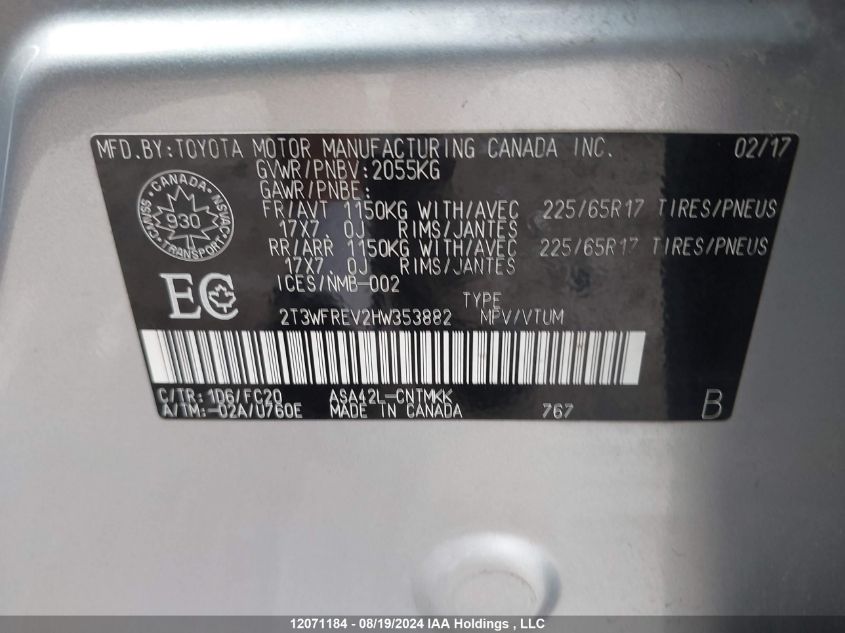 MFD.BY:TOYOTA MOTOR MANUFACTURING CANADA INC. 02/17
GVWR/PNBV:2055KG
GAWR/PNBE:
FR/AVT 1150KG WITH/AVEC 225/65R17 TIRES/PNEUS
17X7.0J RIMS/JANTES
RR/ARR 1150KG WITH/AVEC 225/65R17 TIRES/PNEUS
17X7.0J RIMS/JANTES
ICES/NMB-002
CANADA
CMVSS 930 NSVAC
TRANSPORT
EC
TYPE
2T3WFREV2HW353882 MPV/VTUM
C/TR:1D6/FC20 ASA42L-CNTMKK
A/TM:-02A/U760E MADE IN CANADA 767 B
12071184 - 08/19/2024 IAA Holdings , LLC